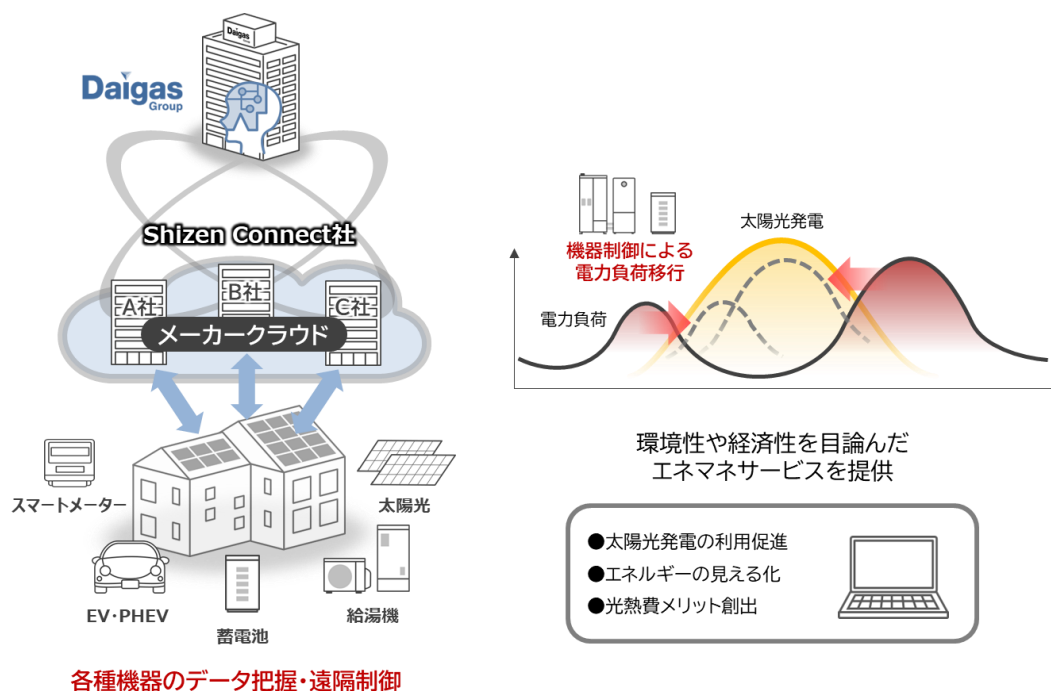 Daigas
Daigas
Group
Shizen Connect社
A社
B社
C社
メーカークラウド
スマートメーター
太陽光
EV・PHEV
蓄電池
給湯機
各種機器のデータ把握・遠隔制御
機器制御による
電力負荷移行
太陽光発電
電力負荷
環境性や経済性を目論んだ
エネマネサービスを提供
●太陽光発電の利用促進
●エネルギーの見える化
●光熱費メリット創出